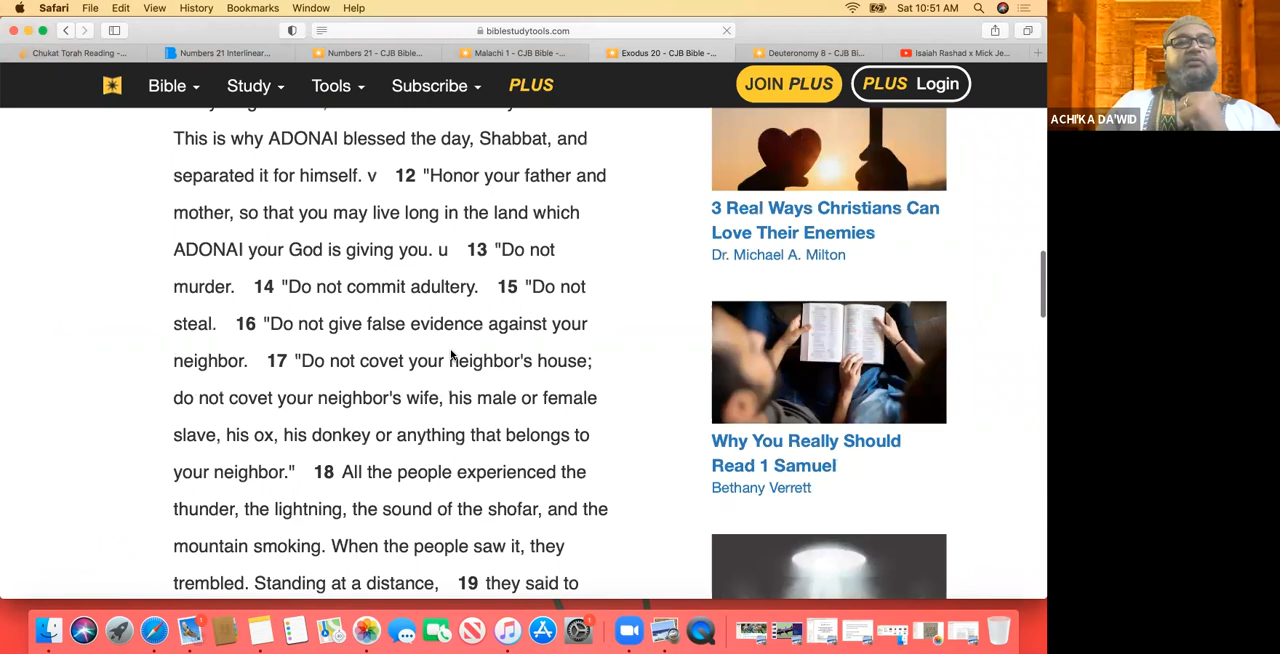 Safari File Edit View History Bookmarks Window Help Sat 10:51 AM
biblestudytools.com
Chukat Torah Reading -... Numbers 21 Interlinear... Numbers 21 - CJB Bible... Malachi 1 - CJB Bible -... Exodus 20 - CJB Bible -... Deuteronomy 8 - CJB Bi... Isaiah Rashad x Mick Je...
Bible Study Tools Subscribe PLUS JOIN PLUS PLUS Login
ACHI'KA DA'WID
This is why ADONAI blessed the day, Shabbat, and
separated it for himself. v 12 "Honor your father and
mother, so that you may live long in the land which
ADONAI your God is giving you. u 13 "Do not
murder. 14 "Do not commit adultery. 15 "Do not
steal. 16 "Do not give false evidence against your
neighbor. 17 "Do not covet your neighbor's house;
do not covet your neighbor's wife, his male or female
slave, his ox, his donkey or anything that belongs to
your neighbor." 18 All the people experienced the
thunder, the lightning, the sound of the shofar, and the
mountain smoking. When the people saw it, they
trembled. Standing at a distance, 19 they said to
3 Real Ways Christians Can
Love Their Enemies
Dr. Michael A. Milton
Why You Really Should
Read 1 Samuel
Bethany Verrett